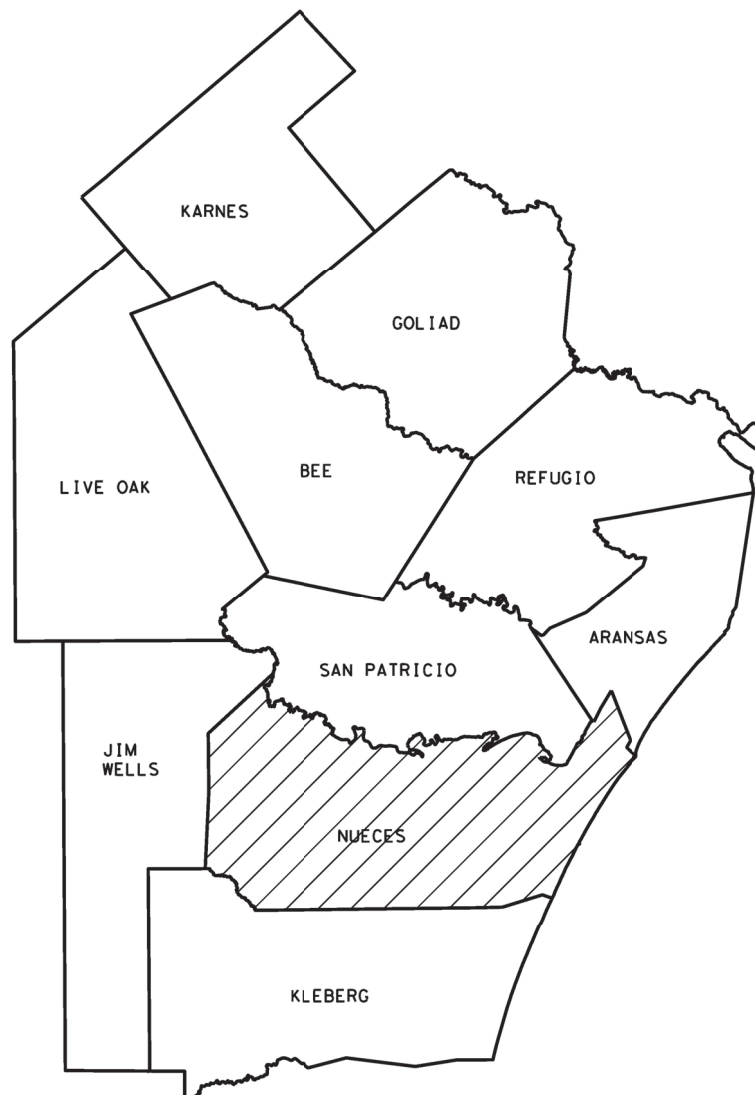 KARNES
GOLIAD
BEE
LIVE OAK
REFUGIO
ARANSAS
SAN PATRICIO
JIM
WELLS
NUECES
KLEBERG